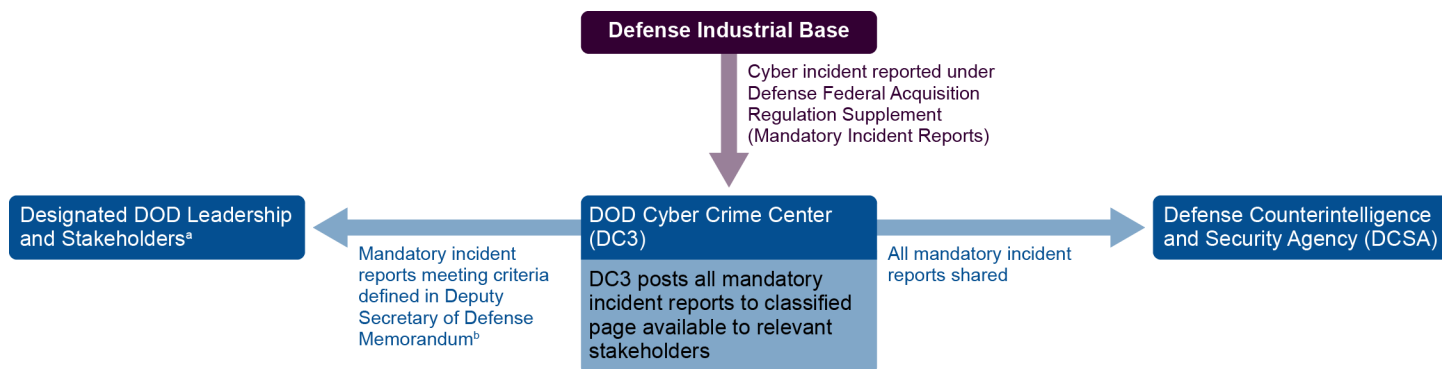 Defense Industrial Base
Cyber incident reported under
Defense Federal Acquisition
Regulation Supplement
(Mandatory Incident Reports)
Designated DOD Leadership
and Stakeholdersᵃ
Mandatory incident
reports meeting criteria
defined in Deputy
Secretary of Defense
Memorandumᵇ
DOD Cyber Crime Center
(DC3)
DC3 posts all mandatory
incident reports to classified
page available to relevant
stakeholders
All mandatory incident
reports shared
Defense Counterintelligence
and Security Agency (DCSA)